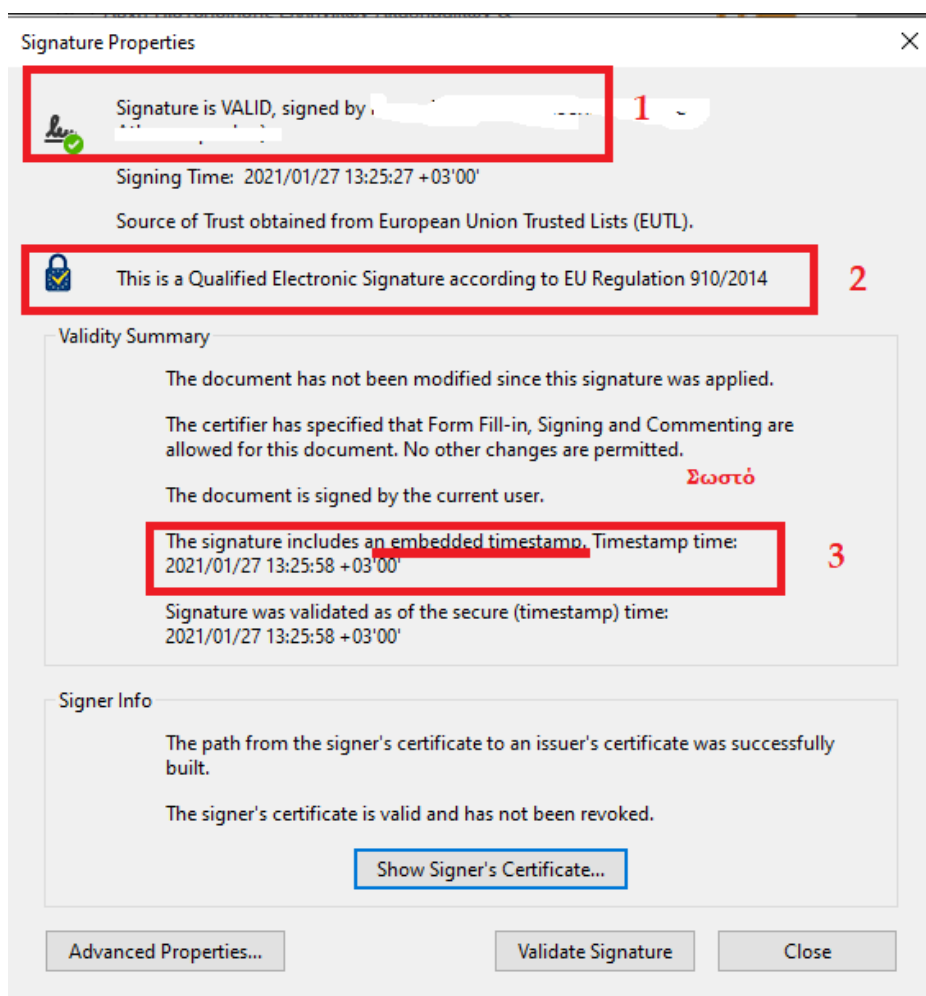 Signature Properties
Signature is VALID, signed by
1
Signing Time: 2021/01/27 13:25:27 +03'00'
Source of Trust obtained from European Union Trusted Lists (EUTL).
This is a Qualified Electronic Signature according to EU Regulation 910/2014
2
Validity Summary
The document has not been modified since this signature was applied.
The certifier has specified that Form Fill-in, Signing and Commenting are
allowed for this document. No other changes are permitted.
Σωστό
The document is signed by the current user.
The signature includes an embedded timestamp. Timestamp time:
2021/01/27 13:25:58 +03'00'
3
Signature was validated as of the secure (timestamp) time:
2021/01/27 13:25:58 +03'00'
Signer Info
The path from the signer's certificate to an issuer's certificate was successfully
built.
The signer's certificate is valid and has not been revoked.
Show Signer's Certificate...
Advanced Properties...
Validate Signature
Close